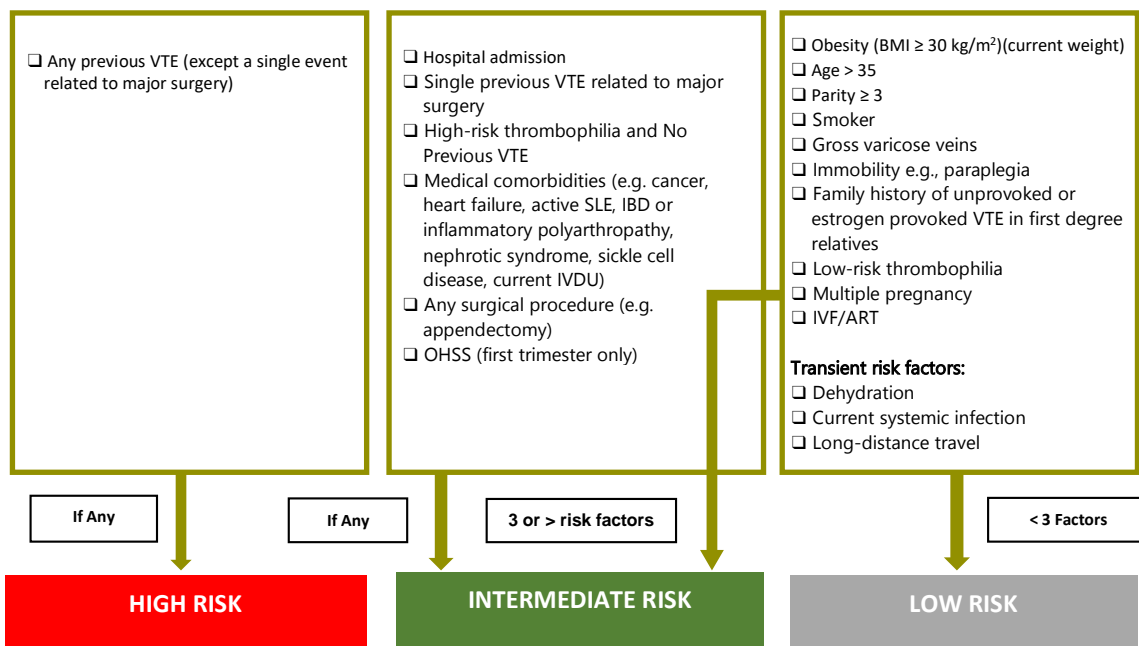 ❑ Any previous VTE (except a single event
related to major surgery)
❑ Hospital admission
❑ Single previous VTE related to major
surgery
❑ High-risk thrombophilia and No
Previous VTE
❑ Medical comorbidities (e.g. cancer,
heart failure, active SLE, IBD or
inflammatory polyarthropathy,
nephrotic syndrome, sickle cell
disease, current IVDU)
❑ Any surgical procedure (e.g.
appendectomy)
❑ OHSS (first trimester only)
❑ Obesity (BMI ≥ 30 kg/m²)(current weight)
❑ Age > 35
❑ Parity ≥ 3
❑ Smoker
❑ Gross varicose veins
❑ Immobility e.g., paraplegia
❑ Family history of unprovoked or
estrogen provoked VTE in first degree
relatives
❑ Low-risk thrombophilia
❑ Multiple pregnancy
❑ IVF/ART
Transient risk factors:
❑ Dehydration
❑ Current systemic infection
❑ Long-distance travel
If Any
If Any
3 or > risk factors
< 3 Factors
HIGH RISK
INTERMEDIATE RISK
LOW RISK